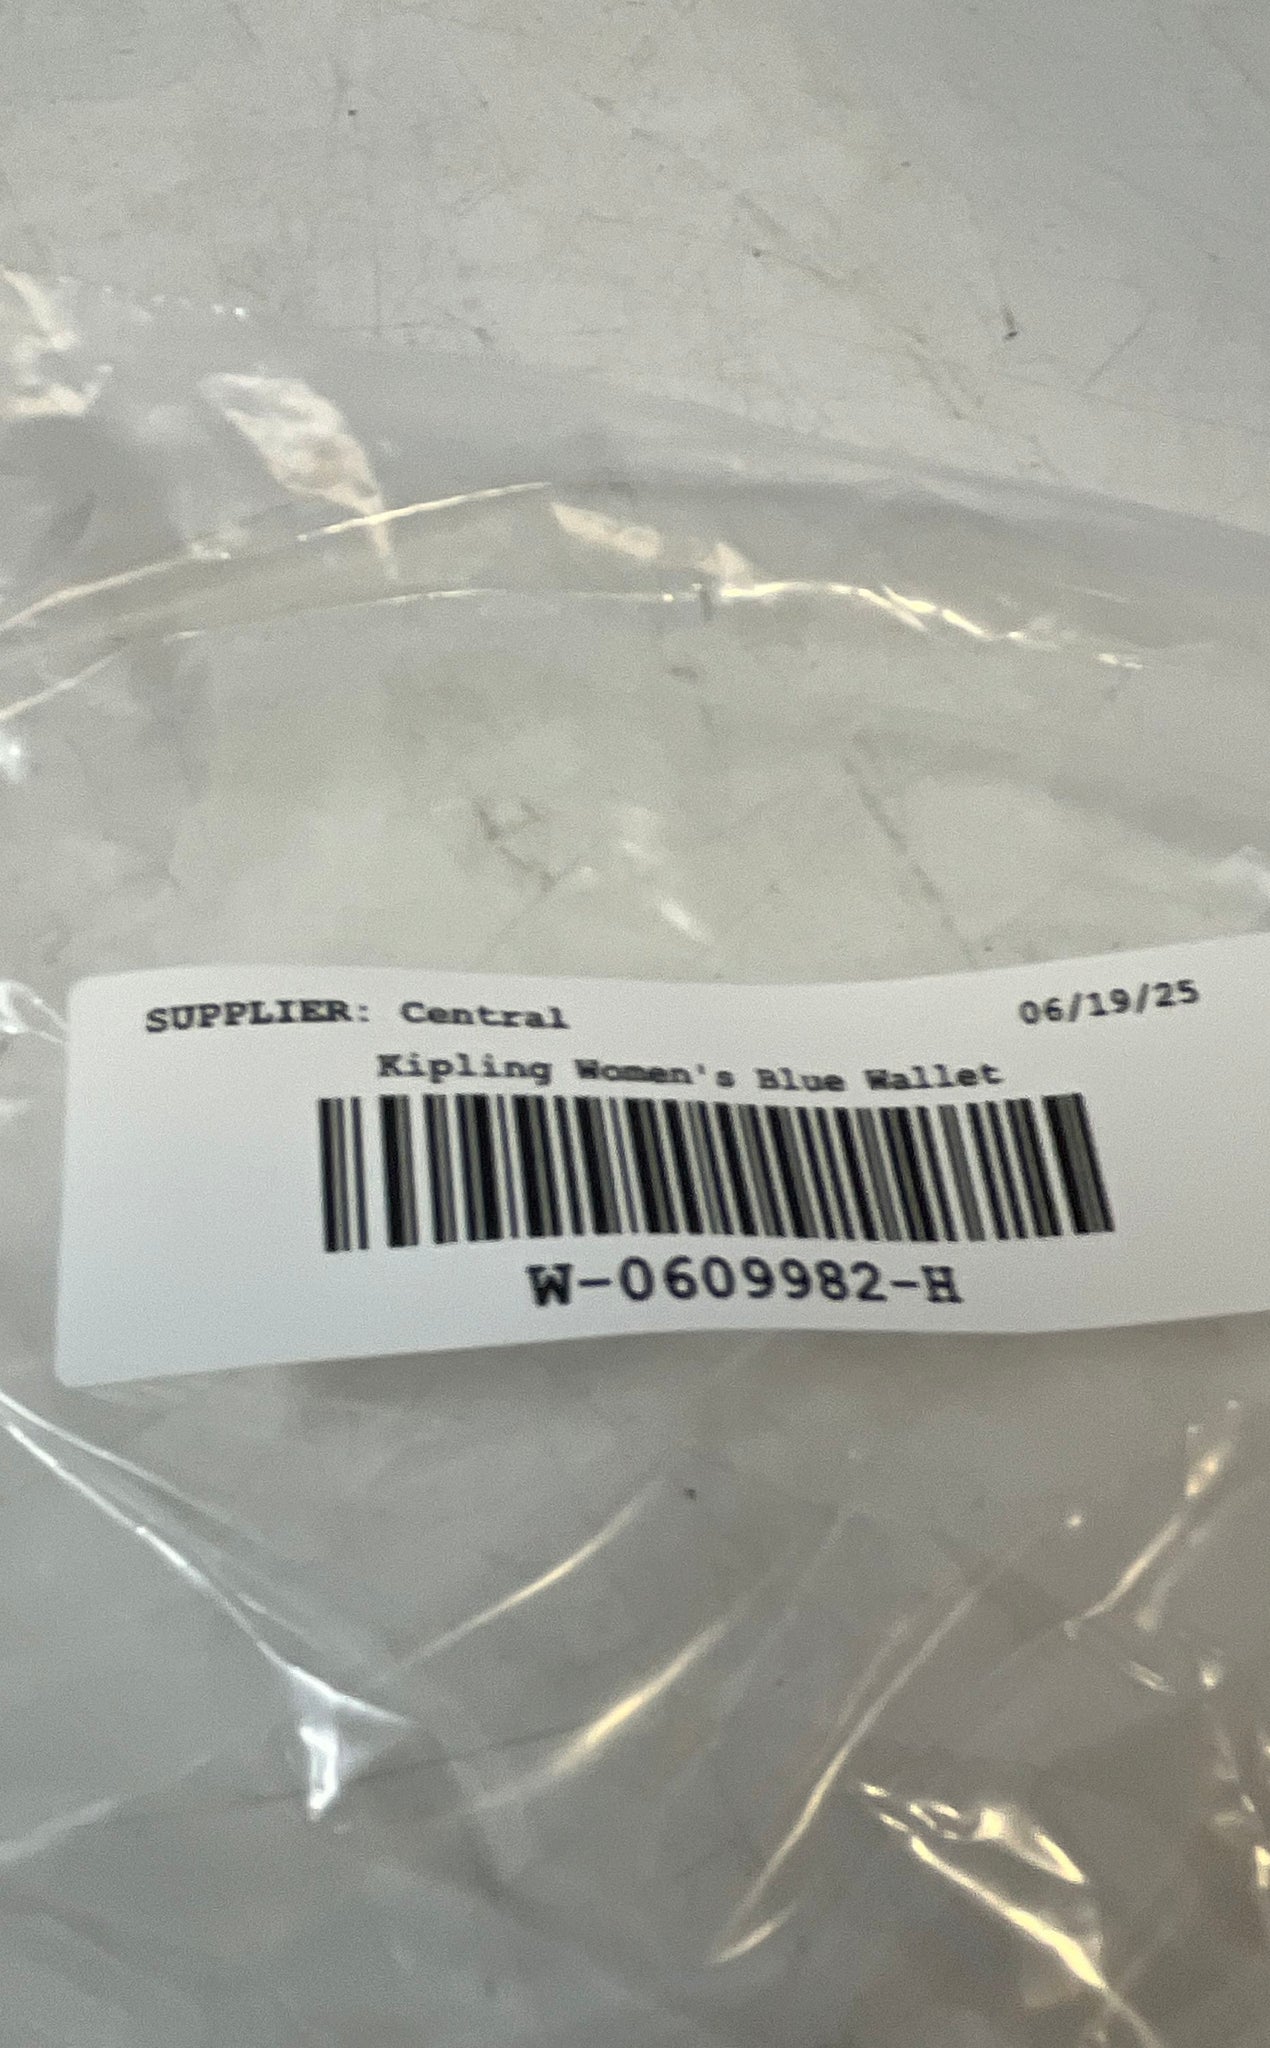 SUPPLIER: Central 06/19/25
Kipling Women's Blue Wallet
W-0609982-H